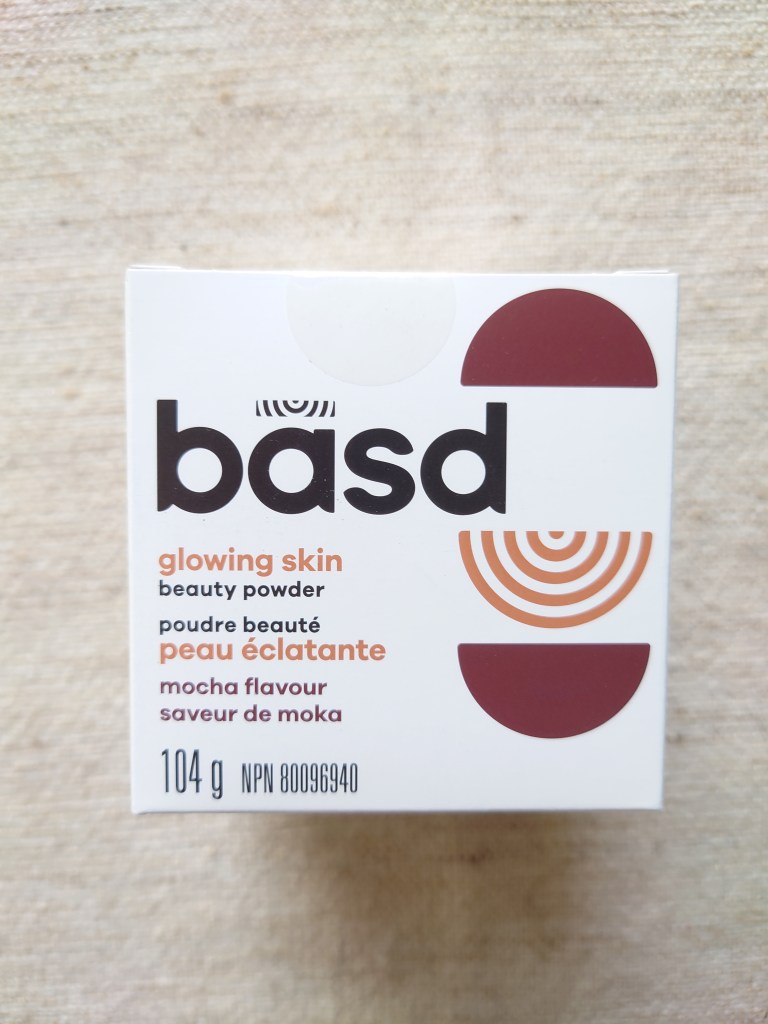 basd
glowing skin
beauty powder
poudre beauté
peau éclatante
mocha flavour
saveur de moka
104 g NPN 80096940